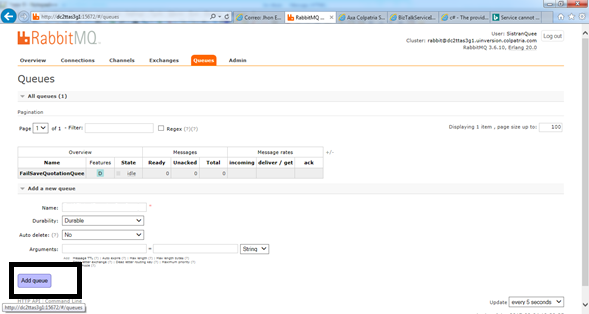 http://dc2ttas3g1:15672/#/queues
Correo: Jhon E...
RabbitMQ ...
Axa Colpatria S...
BizTalkServiceB...
c# - The provid...
Service cannot ...
RabbitMQ
User: SistranQuee
Cluster: rabbit@dc2ttas3g1.uinversion.colpatria.com
RabbitMQ 3.6.10, Erlang 20.0
Log out
Overview Connections Channels Exchanges Queues Admin
Queues
All queues (1)
Pagination
Page 1 of 1 - Filter: Regex (?)(?)
Displaying 1 item , page size up to: 100
Overview Messages Message rates +/-
Name Features State Ready Unacked Total incoming deliver / get ack
FailSaveQuotationQuee D idle 0 0 0
Add a new queue
Name: *
Durability: Durable
Auto delete: (?) No
Arguments: = String
Add queue
HTTP API Command Line
Update every 5 seconds
http://dc2ttas3g1:15672/#/queues